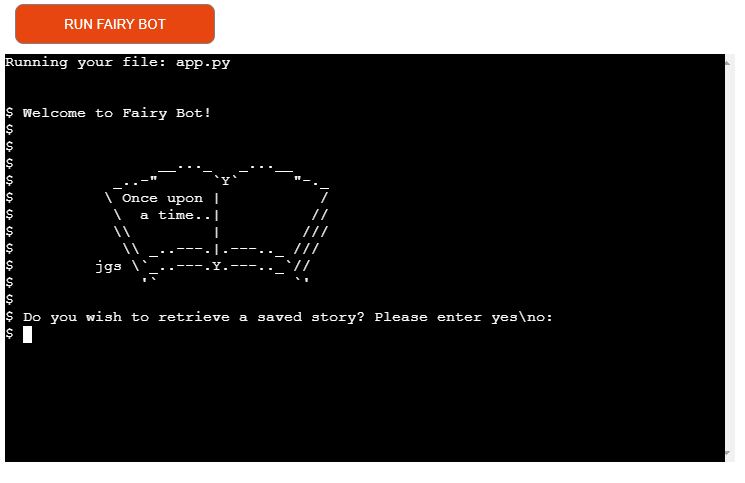 RUN FAIRY BOT
Running your file: app.py
$ Welcome to Fairy Bot!
$
$
$                 __..._   _...__
$            _..-"      `Y`      "-._
$           \ Once upon |           /
$            \  a time..|          //
$            \\         |         ///
$             \\ _..---.|.---.._ ///
$          jgs \`_..---.Y.---.._`//
$               '`               `'
$
$ Do you wish to retrieve a saved story? Please enter yes\no:
$